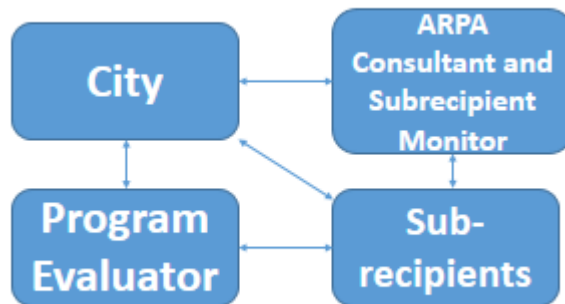 City
ARPA
Consultant and
Subrecipient
Monitor
Program
Evaluator
Sub-
recipients